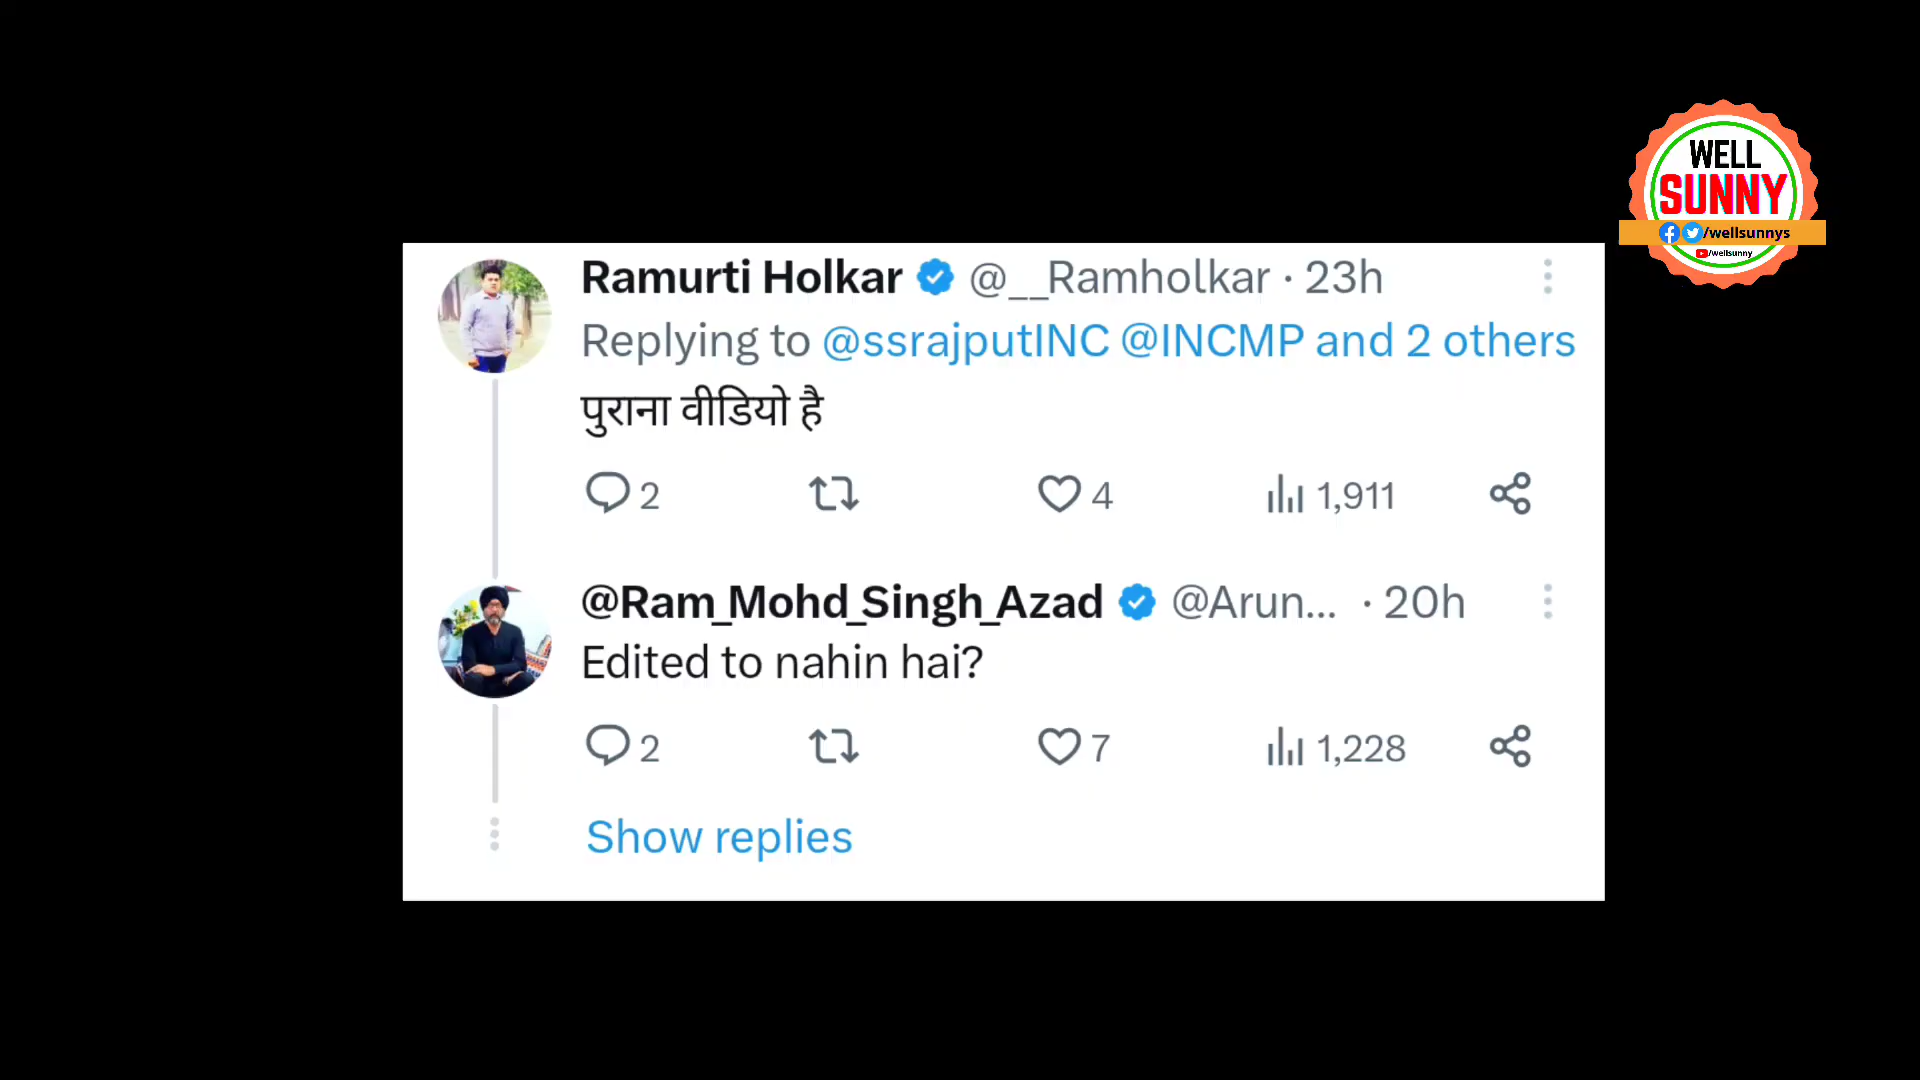 WELL
SUNNY
/wellsunnys
/wellsunny
Ramurti Holkar @__Ramholkar · 23h
Replying to @ssrajputINC @INCMP and 2 others
पुराना वीडियो है
2 4 1,911
@Ram_Mohd_Singh_Azad @Arun... · 20h
Edited to nahin hai?
2 7 1,228
Show replies